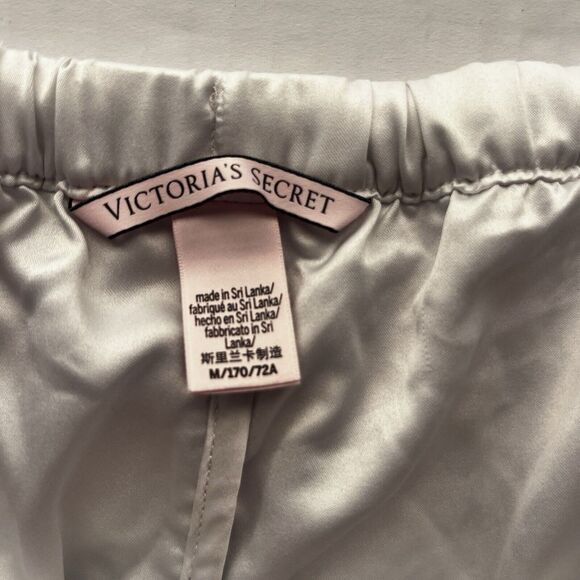 VICTORIA'S SECRET
made in Sri Lanka/
fabriqué au Sri Lanka/
hecho en Sri Lanka/
fabbricato in Sri
Lanka/
斯里兰卡制造
M/170/72A